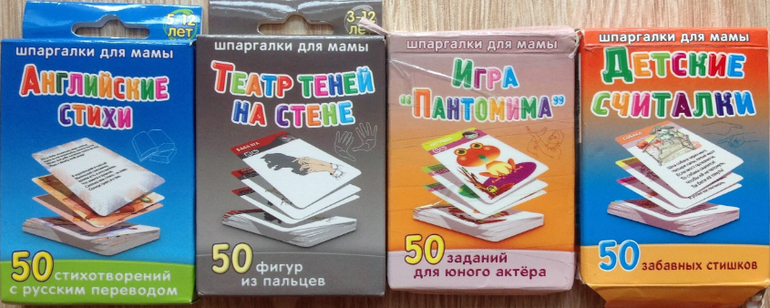 5-12
лет
шпаргалки для мамы
Английские
стихи
50 стихотворений
с русским переводом
3-12
ле
шпаргалки для мамы
Театр теней
на стене
50 фигур
из пальцев
шпаргалки для мамы
Игра
"Пантомима"
50 заданий
для юного актёра
шпаргалки для мамы
Детские
считалки
СОБАКА
50 забавных стишков